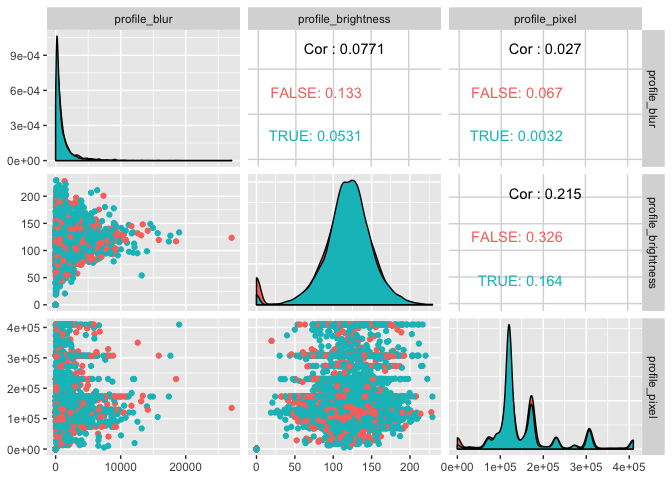 profile_blur profile_brightness profile_pixel
9e-04
6e-04
3e-04
0e+00
Cor : 0.0771
FALSE: 0.133
TRUE: 0.0531
Cor : 0.027
FALSE: 0.067
TRUE: 0.0032
profile_blur
200
150
100
50
0
Cor : 0.215
FALSE: 0.326
TRUE: 0.164
profile_brightness
4e+05
3e+05
2e+05
1e+05
0e+00
profile_pixel
0 10000 20000
0 50 100 150 200
0e+00 1e+05 2e+05 3e+05 4e+05